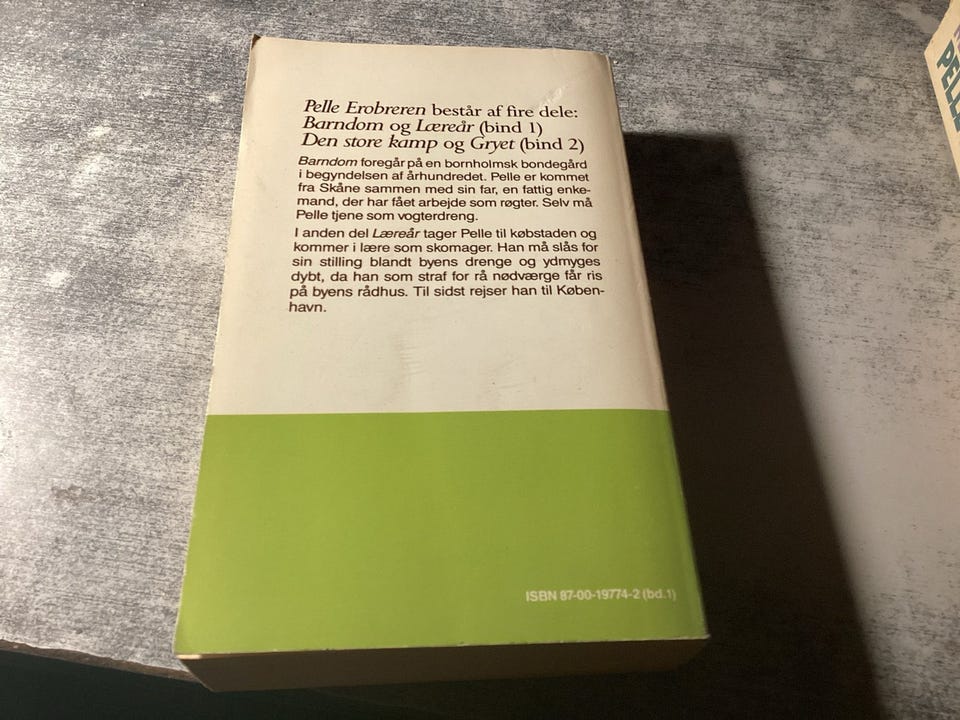 Pelle Erobreren består af fire dele:
Barndom og Læreår (bind 1)
Den store kamp og Gryet (bind 2)
Barndom foregår på en bornholmsk bondegård
i begyndelsen af århundredet. Pelle er kommet
fra Skåne sammen med sin far, en fattig enke-
mand, der har fået arbejde som røgter. Selv må
Pelle tjene som vogterdreng.
I anden del Læreår tager Pelle til købstaden og
kommer i lære som skomager. Han må slås for
sin stilling blandt byens drenge og ydmyges
dybt, da han som straf for rå nødværge får ris
på byens rådhus. Til sidst rejser han til Køben-
havn.
ISBN 87-00-19774-2 (bd.1)
PELLE